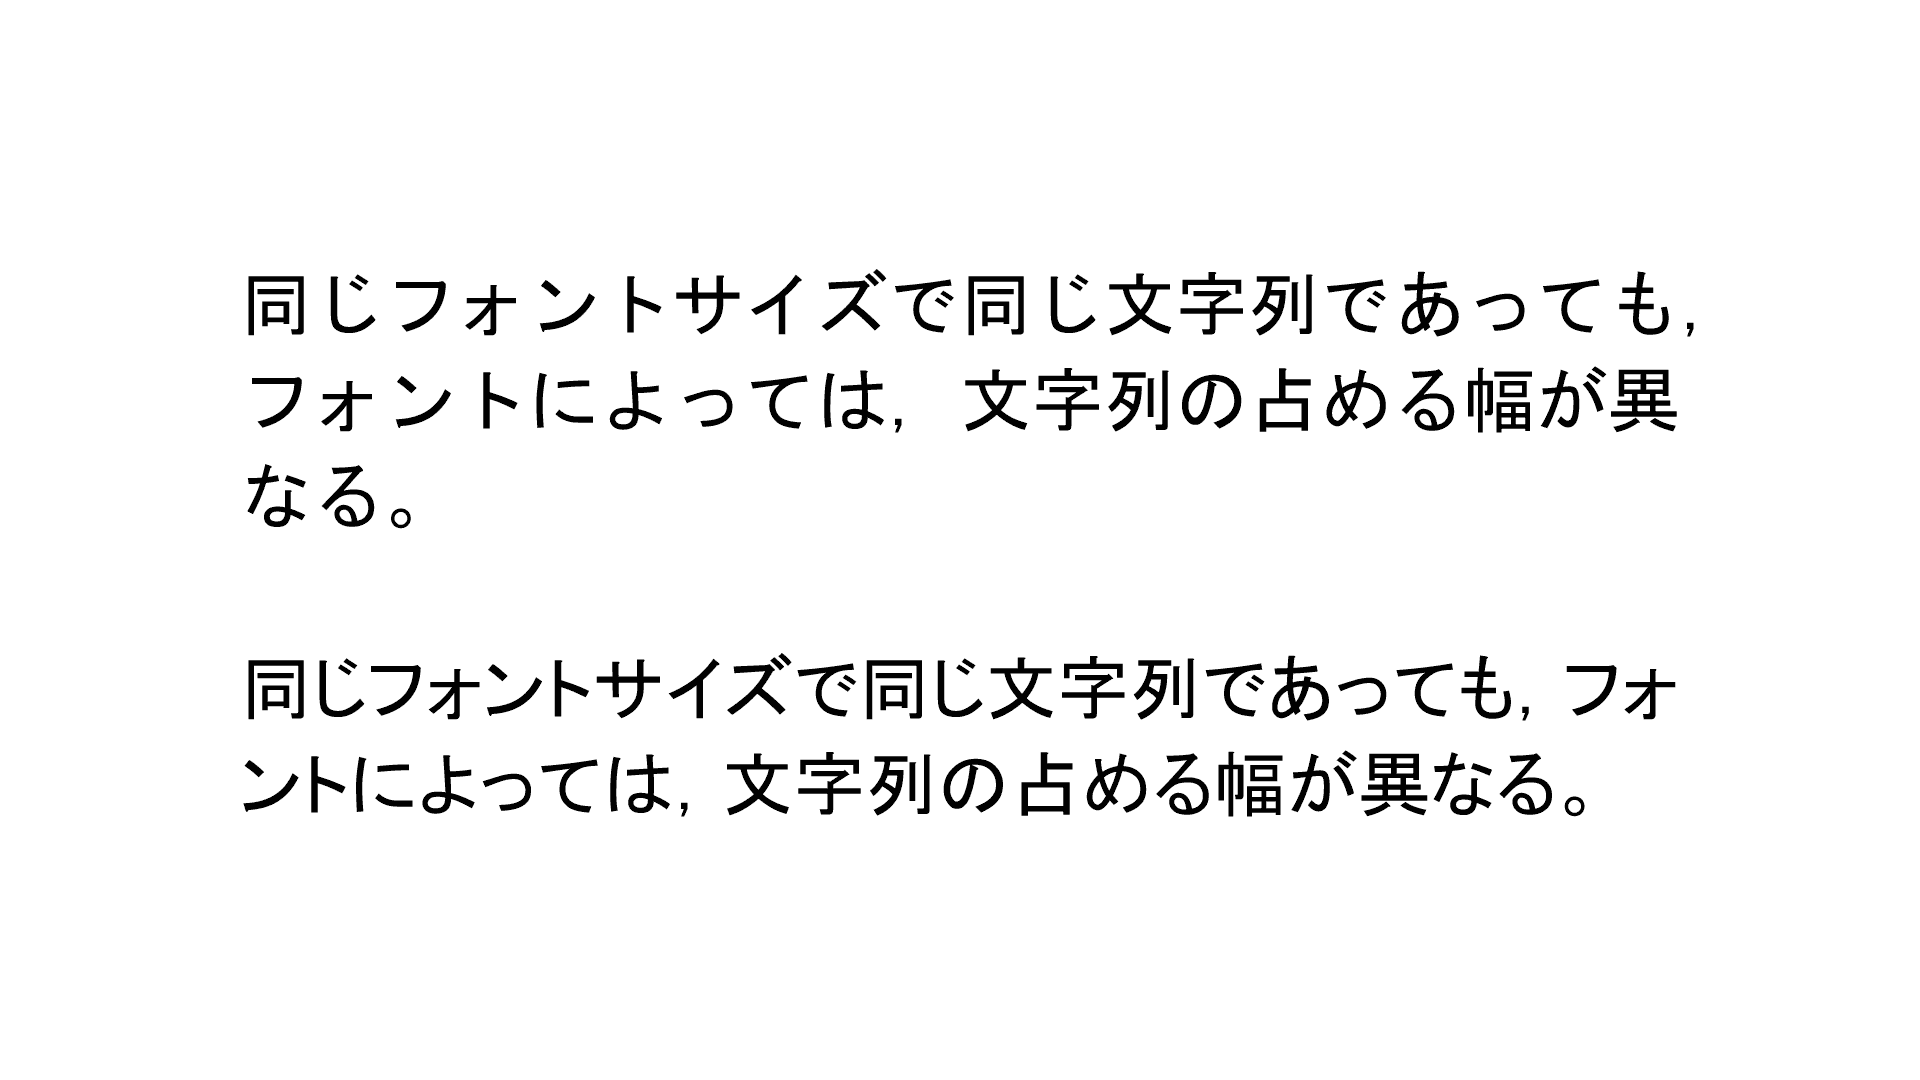 同じフォントサイズで同じ文字列であっても，
フォントによっては，文字列の占める幅が異
なる。
同じフォントサイズで同じ文字列であっても，フォ
ントによっては，文字列の占める幅が異なる。